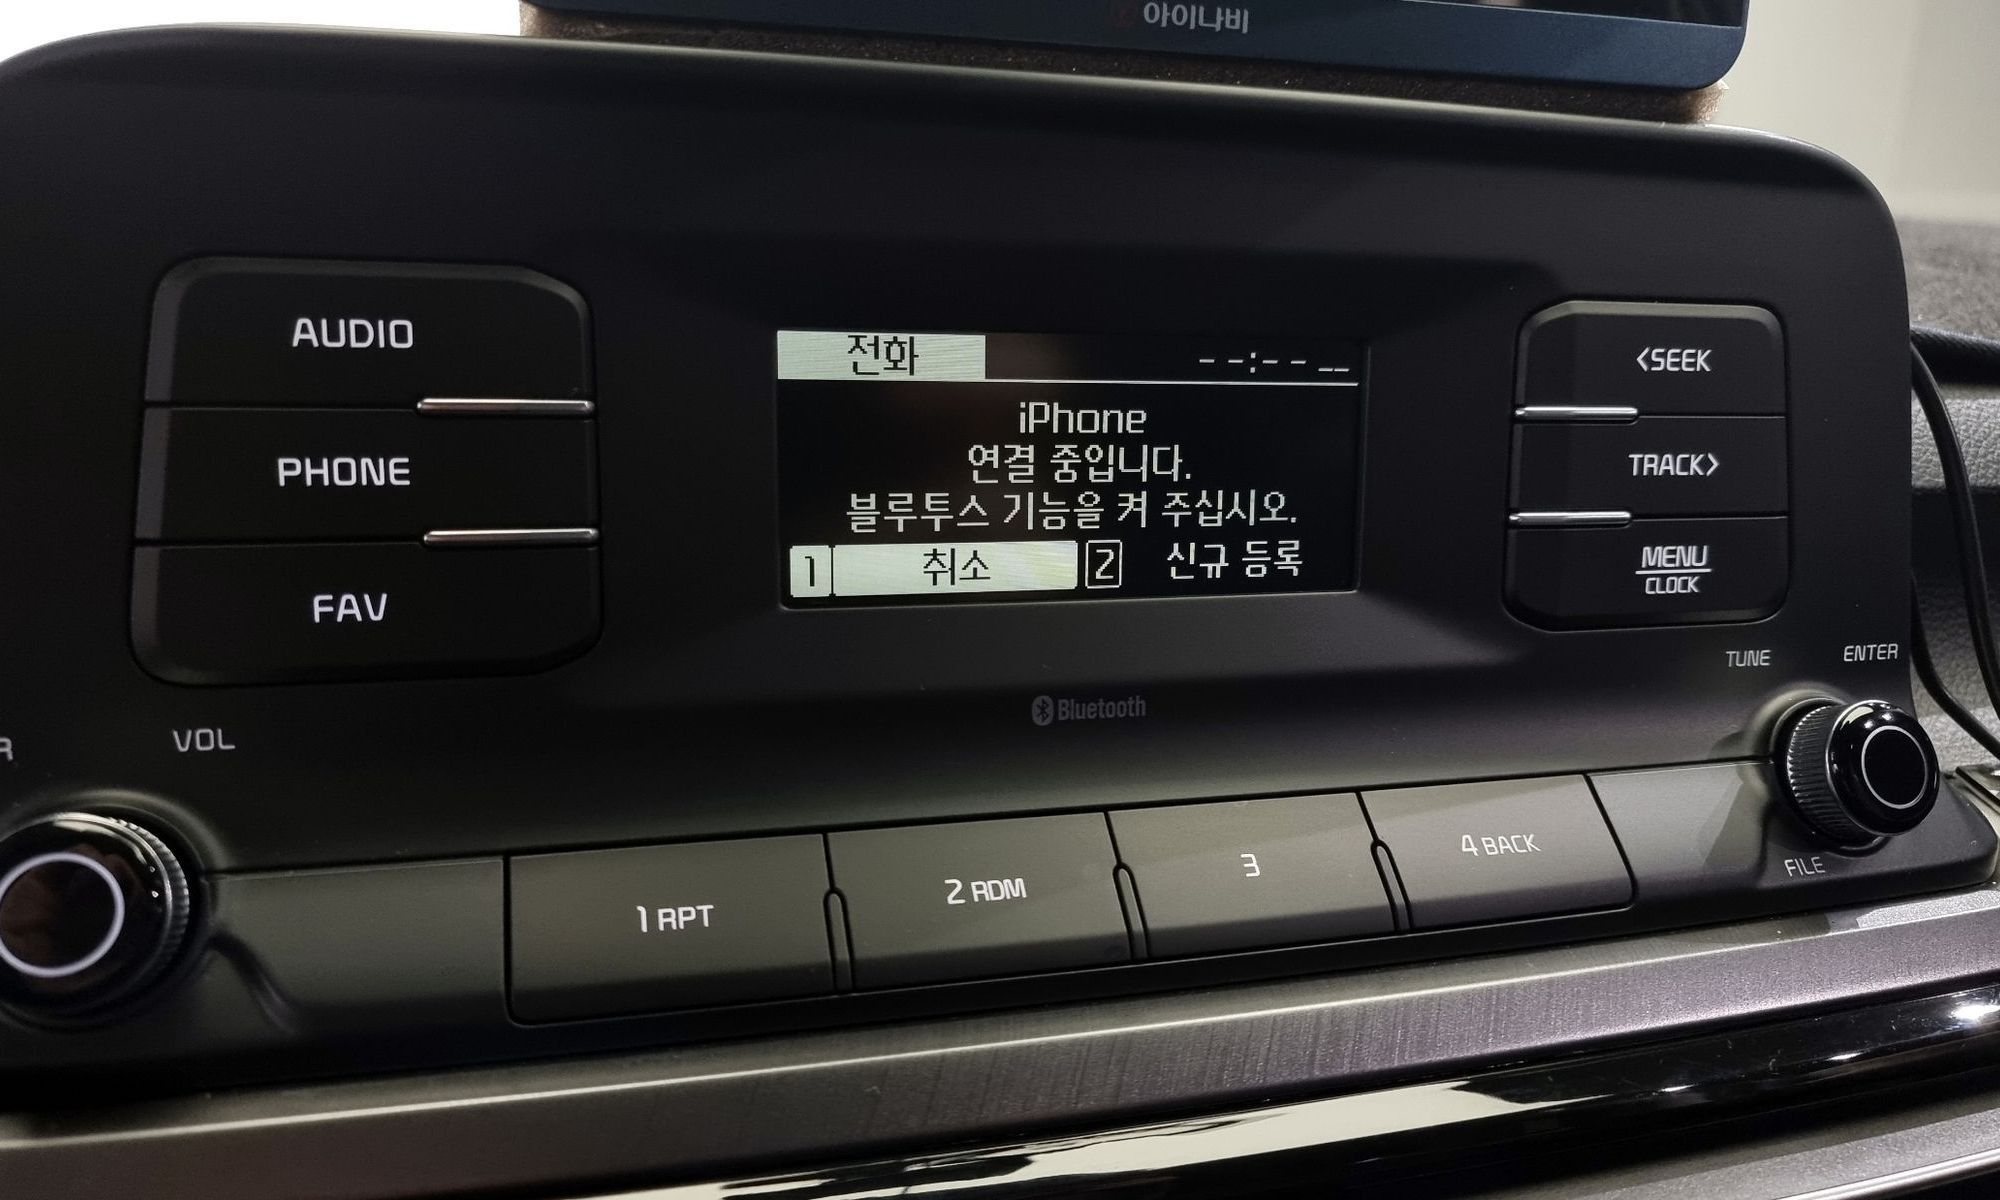 아이나비
AUDIO
PHONE
FAV
전화 --:-- --
iPhone
연결 중입니다.
블루투스 기능을 켜 주십시오.
1 취소 2 신규 등록
<SEEK
TRACK>
MENU
CLOCK
TUNE
ENTER
Bluetooth
R
VOL
1 RPT
2 RDM
3
4 BACK
FILE